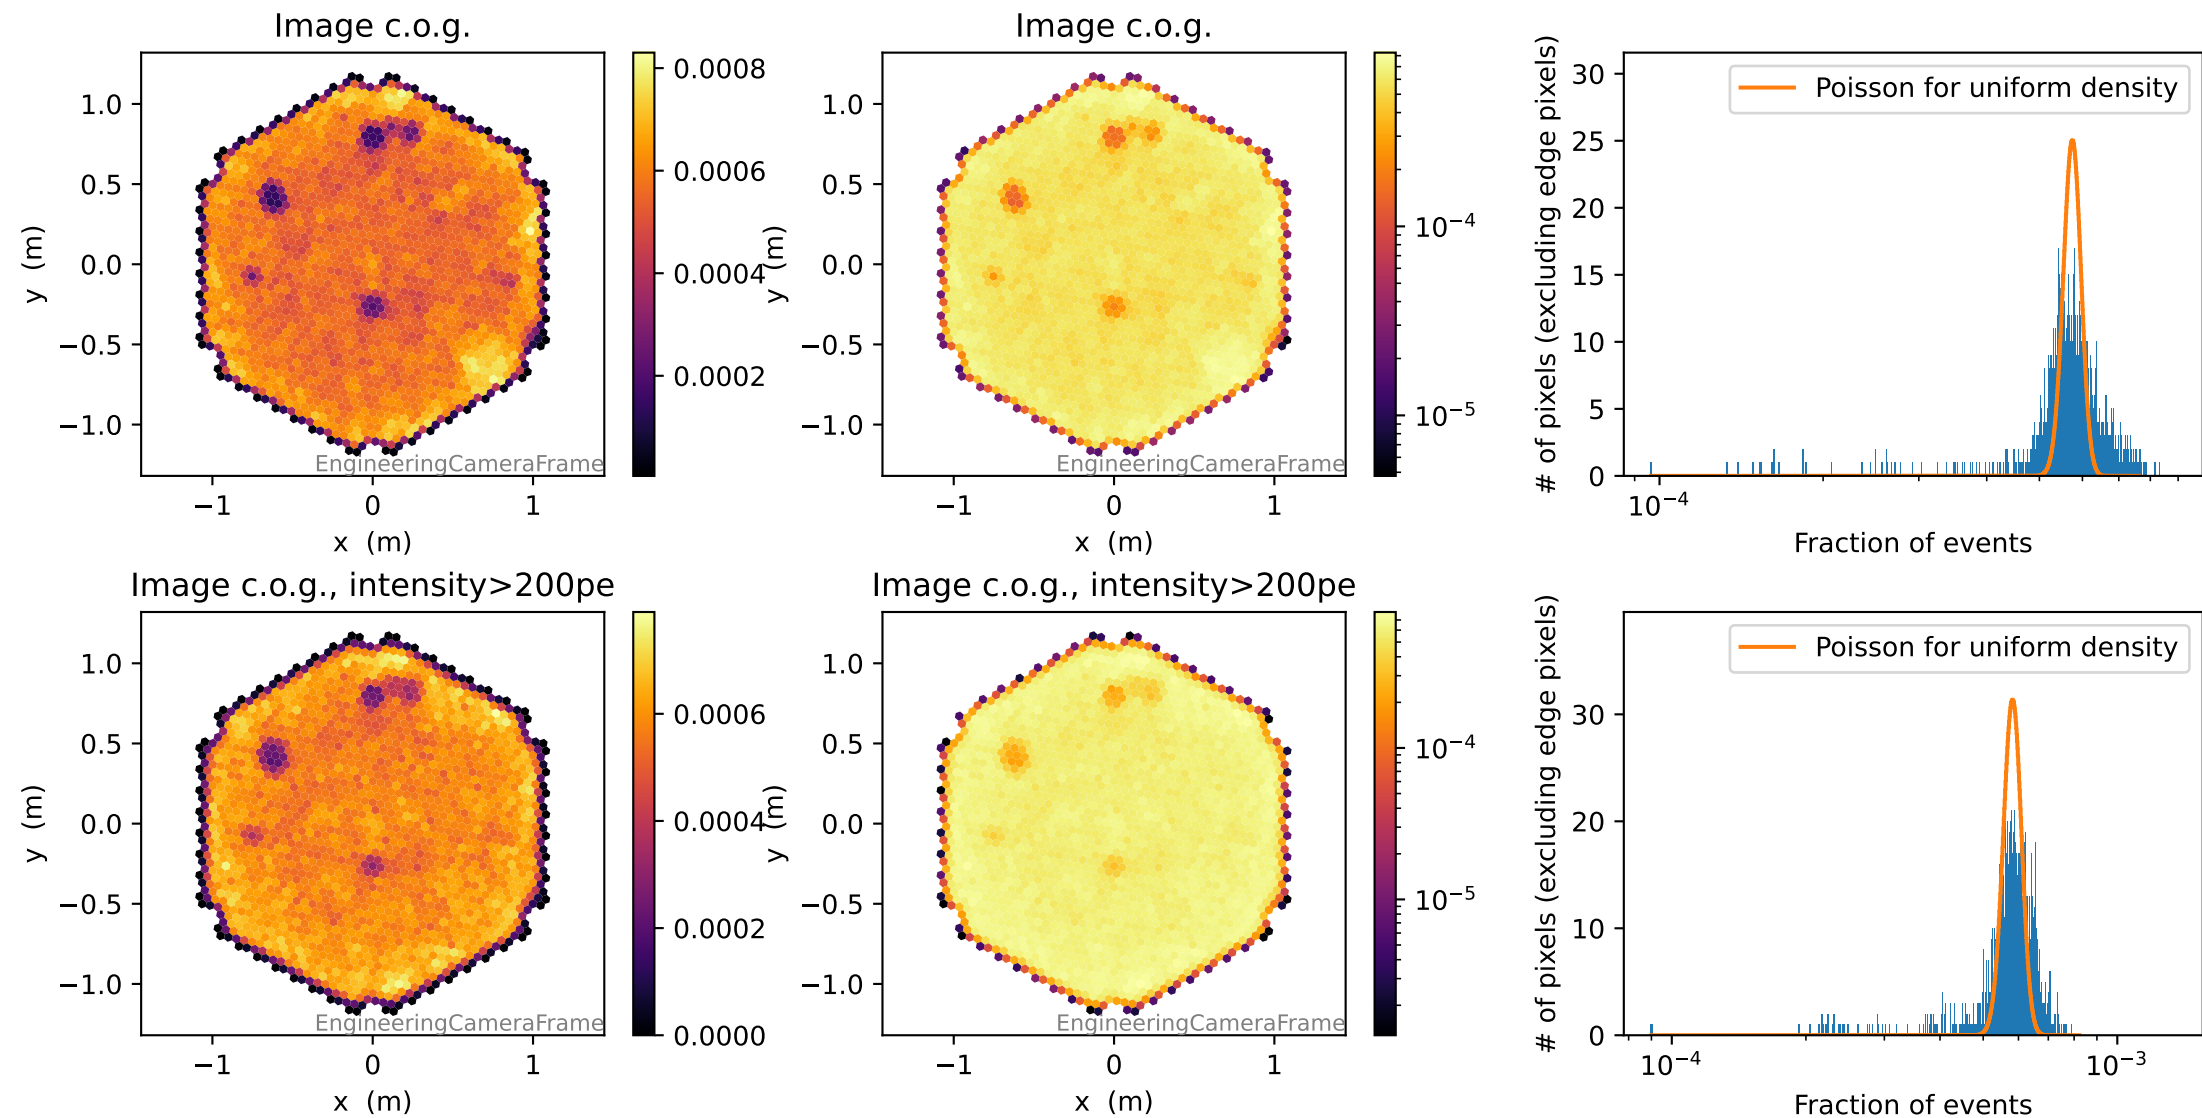 Image c.o.g.
1.0
0.5
0.0
−0.5
−1.0
y (m)
−1
0
1
x (m)
EngineeringCameraFrame
0.0008
0.0006
0.0004
0.0002
Image c.o.g.
1.0
0.5
0.0
−0.5
−1.0
y (m)
−1
0
1
x (m)
EngineeringCameraFrame
10−4
10−5
# of pixels (excluding edge pixels)
30
25
20
15
10
5
0
Poisson for uniform density
10−4
Fraction of events
Image c.o.g., intensity>200pe
1.0
0.5
0.0
−0.5
−1.0
y (m)
−1
0
1
x (m)
EngineeringCameraFrame
0.0006
0.0004
0.0002
0.0000
Image c.o.g., intensity>200pe
1.0
0.5
0.0
−0.5
−1.0
y (m)
−1
0
1
x (m)
EngineeringCameraFrame
10−4
10−5
# of pixels (excluding edge pixels)
30
20
10
0
Poisson for uniform density
10−4
10−3
Fraction of events